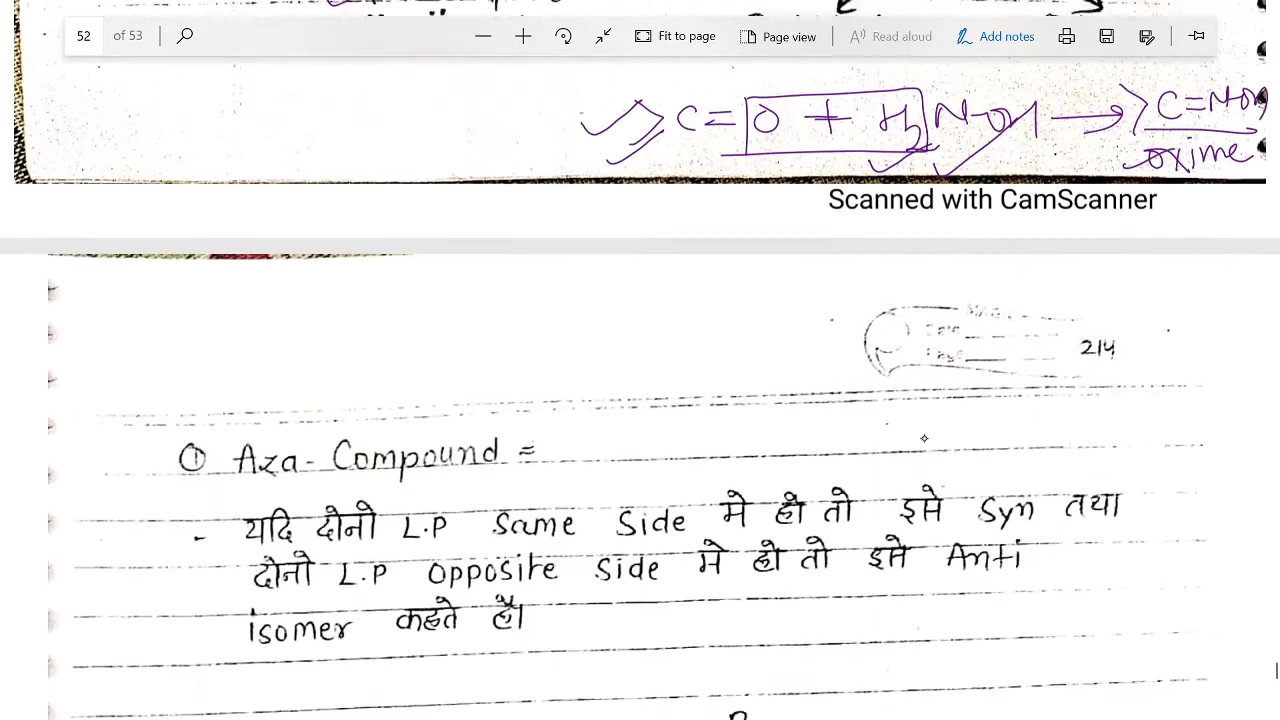 52 of 53 Fit to page Page view Read aloud Add notes
C=O + H2N-OH → C=N-OH
oxime
Scanned with CamScanner
214
① Aza-Compound =
- यदि दोनो L.P same side मे हो तो इसे Syn तथा
दोनो L.P opposite side मे हो तो इसे Anti
isomer कहते है।